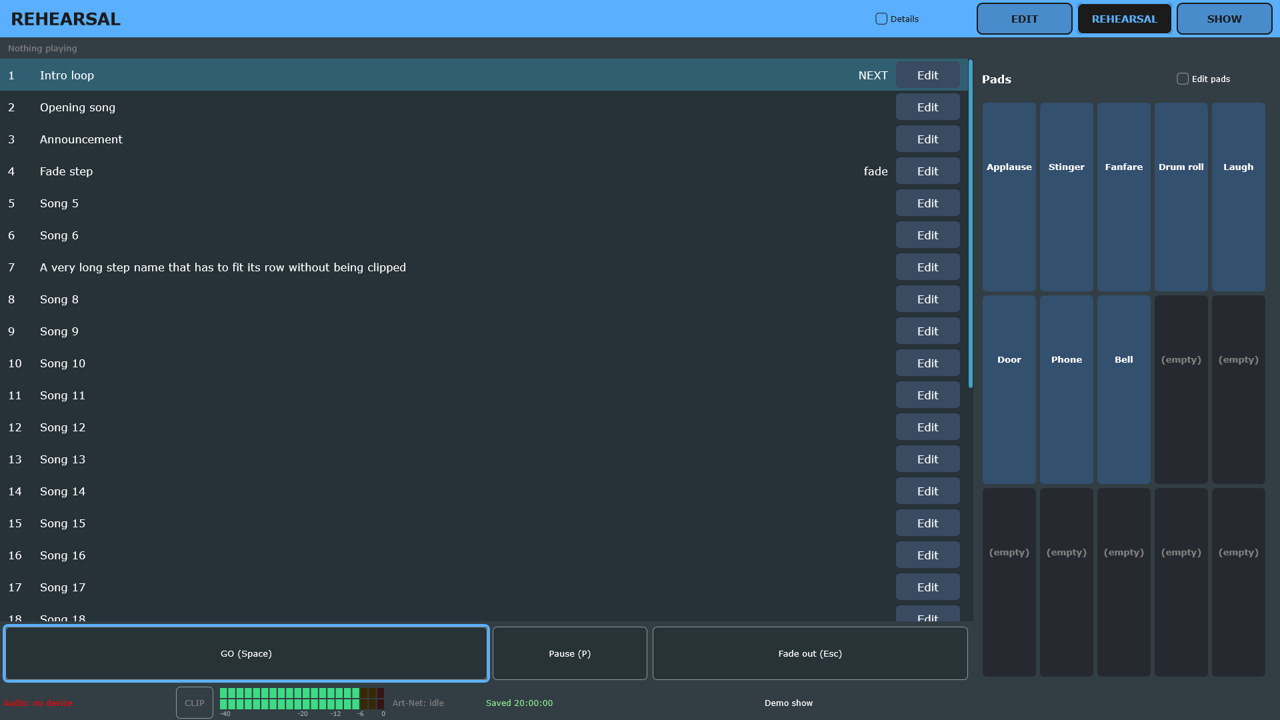 REHEARSAL
Details
EDIT
REHEARSAL
SHOW
Nothing playing
1 Intro loop NEXT Edit
2 Opening song Edit
3 Announcement Edit
4 Fade step fade Edit
5 Song 5 Edit
6 Song 6 Edit
7 A very long step name that has to fit its row without being clipped Edit
8 Song 8 Edit
9 Song 9 Edit
10 Song 10 Edit
11 Song 11 Edit
12 Song 12 Edit
13 Song 13 Edit
14 Song 14 Edit
15 Song 15 Edit
16 Song 16 Edit
17 Song 17 Edit
18 Song 18 Edit
Pads
Edit pads
Applause Stinger Fanfare Drum roll Laugh
Door Phone Bell (empty) (empty)
(empty) (empty) (empty) (empty) (empty)
GO (Space)
Pause (P)
Fade out (Esc)
Audio: no device
CLIP
-40 -20 -12 -6 0
Art-Net: idle
Saved 20:00:00
Demo show